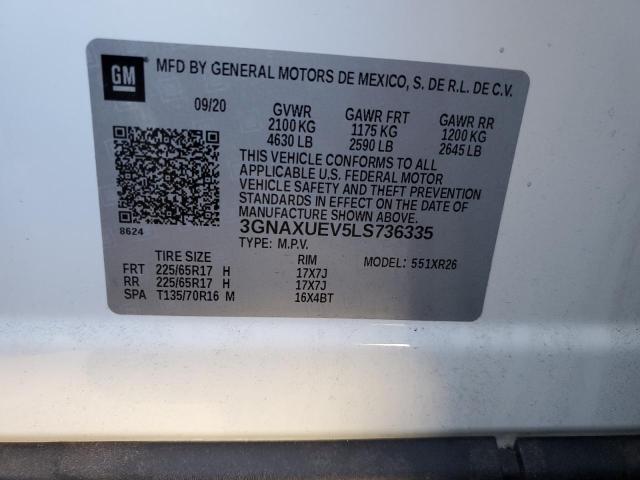 GM
MFD BY GENERAL MOTORS DE MEXICO, S. DE R.L. DE C.V.
09/20 GVWR GAWR FRT GAWR RR
2100 KG 1175 KG 1200 KG
4630 LB 2590 LB 2645 LB
THIS VEHICLE CONFORMS TO ALL
APPLICABLE U.S. FEDERAL MOTOR
VEHICLE SAFETY AND THEFT PREVENTION
STANDARDS IN EFFECT ON THE DATE OF
MANUFACTURE SHOWN ABOVE.
8624 3GNAXUEV5LS736335
TYPE: M.P.V.
TIRE SIZE RIM MODEL: 551XR26
FRT 225/65R17 H 17X7J
RR 225/65R17 H 17X7J
SPA T135/70R16 M 16X4BT